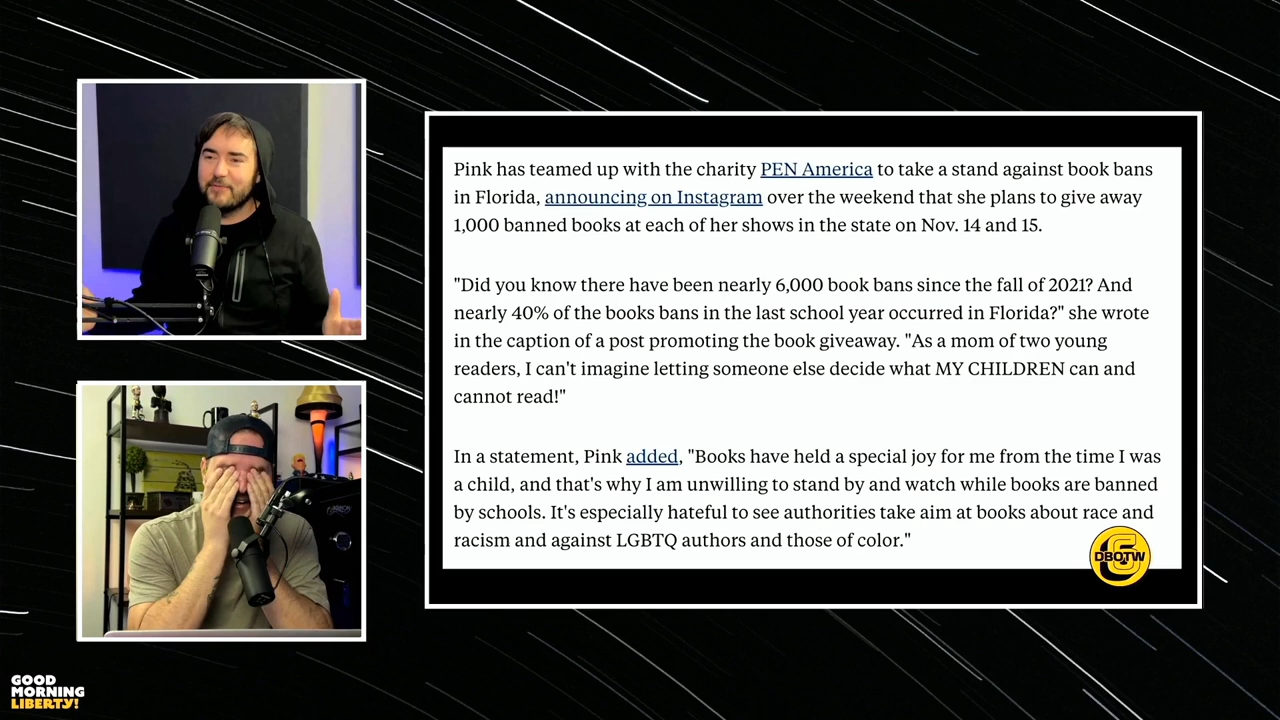 Pink has teamed up with the charity PEN America to take a stand against book bans
in Florida, announcing on Instagram over the weekend that she plans to give away
1,000 banned books at each of her shows in the state on Nov. 14 and 15.
"Did you know there have been nearly 6,000 book bans since the fall of 2021? And
nearly 40% of the books bans in the last school year occurred in Florida?" she wrote
in the caption of a post promoting the book giveaway. "As a mom of two young
readers, I can't imagine letting someone else decide what MY CHILDREN can and
cannot read!"
In a statement, Pink added, "Books have held a special joy for me from the time I was
a child, and that's why I am unwilling to stand by and watch while books are banned
by schools. It's especially hateful to see authorities take aim at books about race and
racism and against LGBTQ authors and those of color."
DBOTW
GOOD
MORNING
LIBERTY!